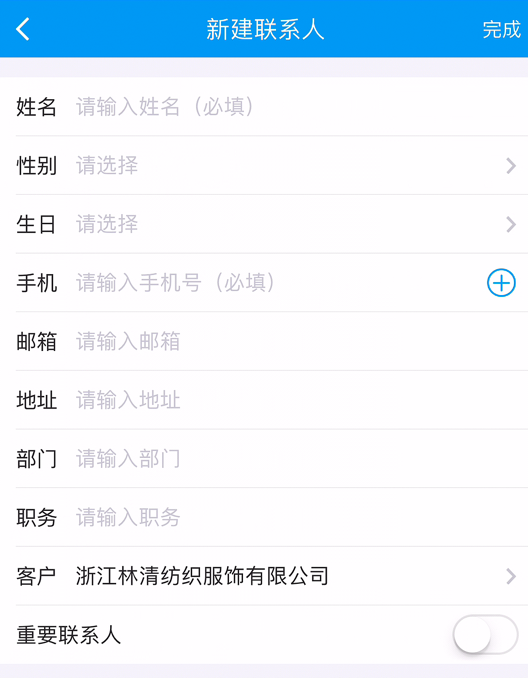 新建联系人 完成
姓名 请输入姓名（必填）
性别 请选择
生日 请选择
手机 请输入手机号（必填）
邮箱 请输入邮箱
地址 请输入地址
部门 请输入部门
职务 请输入职务
客户 浙江林清纺织服饰有限公司
重要联系人